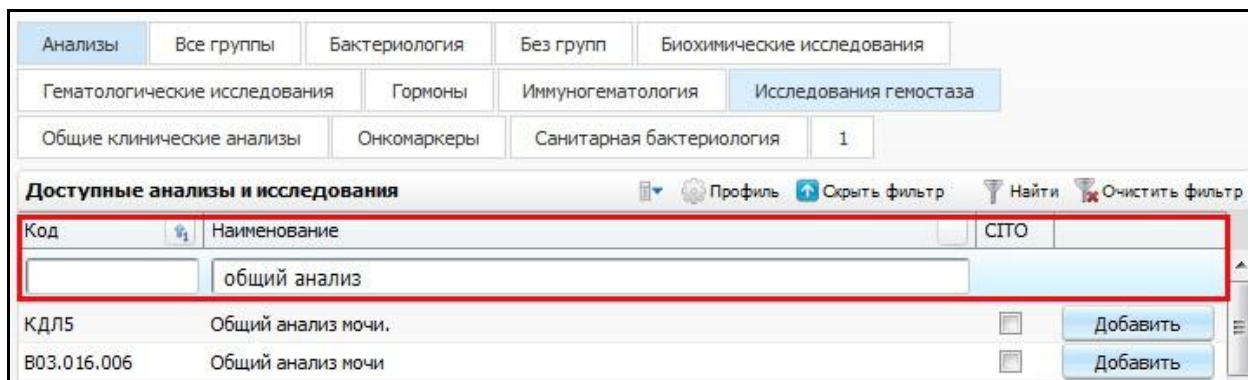 Анализы Все группы Бактериология Без групп Биохимические исследования
Гематологические исследования Гормоны Иммуногематология Исследования гемостаза
Общие клинические анализы Онкомаркеры Санитарная бактериология 1
Доступные анализы и исследования Профиль Скрыть фильтр Найти Очистить фильтр
Код 1 Наименование CITO
общий анализ
КДЛ5 Общий анализ мочи. Добавить
B03.016.006 Общий анализ мочи Добавить